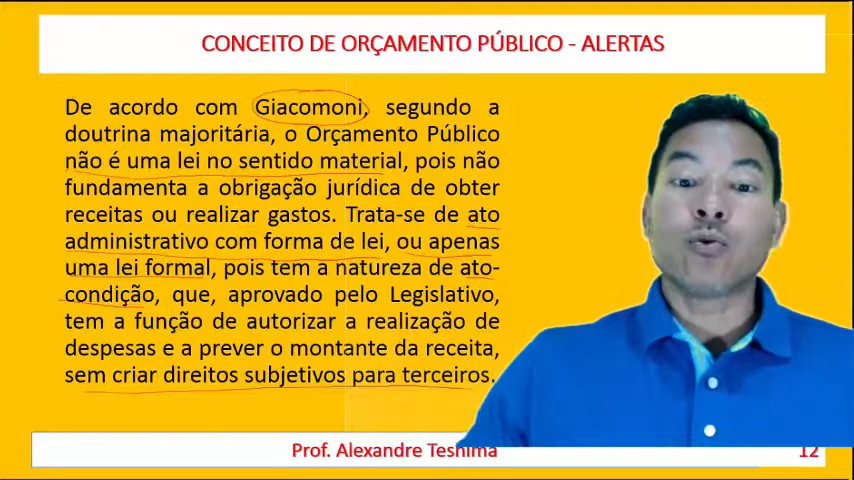 CONCEITO DE ORÇAMENTO PÚBLICO - ALERTAS
De acordo com Giacomoni, segundo a
doutrina majoritária, o Orçamento Público
não é uma lei no sentido material, pois não
fundamenta a obrigação jurídica de obter
receitas ou realizar gastos. Trata-se de ato
administrativo com forma de lei, ou apenas
uma lei formal, pois tem a natureza de ato-
condição, que, aprovado pelo Legislativo,
tem a função de autorizar a realização de
despesas e a prever o montante da receita,
sem criar direitos subjetivos para terceiros.
Prof. Alexandre Teshima
12